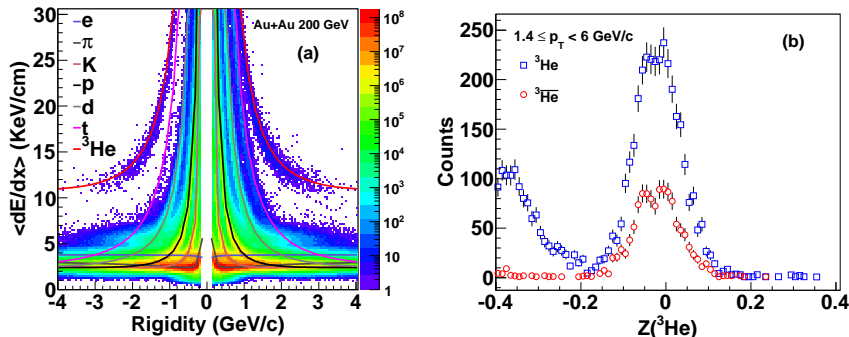 Au+Au 200 GeV
(a)
e
π
K
p
d
t
³He
<dE/dx> (KeV/cm)
30
25
20
15
10
5
0
-4 -3 -2 -1 0 1 2 3 4
Rigidity (GeV/c)
10⁸
10⁷
10⁶
10⁵
10⁴
10³
10²
10
1
(b)
1.4 ≤ p_T < 6 GeV/c
³He
³H̅e̅
Counts
250
200
150
100
50
0
-0.4 -0.2 0 0.2 0.4
Z(³He)